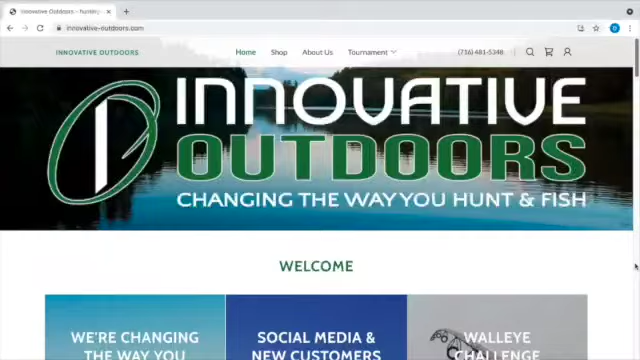 Innovative Outdoors - hunting
innovative-outdoors.com
INNOVATIVE OUTDOORS
Home Shop About Us Tournament (716) 481-5348
INNOVATIVE
OUTDOORS
CHANGING THE WAY YOU HUNT & FISH
WELCOME
WE'RE CHANGING
THE WAY YOU
SOCIAL MEDIA &
NEW CUSTOMERS
WALLEYE
CHALLENGE